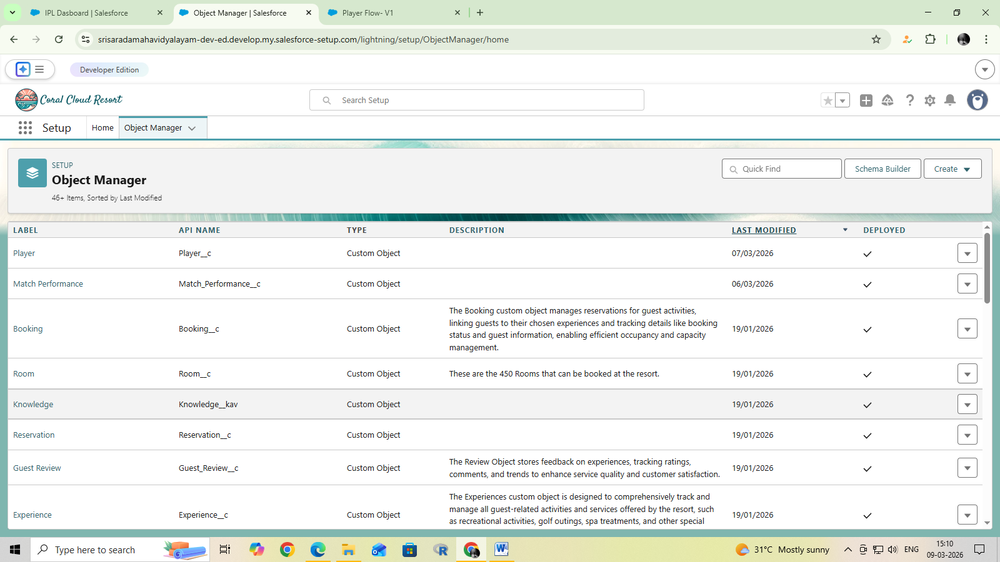 IPL Dasboard | Salesforce
Object Manager | Salesforce
Player Flow- V1
srisaradamahavidyalayam-dev-ed.develop.my.salesforce-setup.com/lightning/setup/ObjectManager/home
Developer Edition
Coral Cloud Resort
Search Setup
Setup
Home
Object Manager
SETUP
Object Manager
46+ Items, Sorted by Last Modified
Quick Find
Schema Builder
Create
LABEL API NAME TYPE DESCRIPTION LAST MODIFIED DEPLOYED
Player Player__c Custom Object 07/03/2026
Match Performance Match_Performance__c Custom Object 06/03/2026
Booking Booking__c Custom Object The Booking custom object manages reservations for guest activities,
linking guests to their chosen experiences and tracking details like booking
status and guest information, enabling efficient occupancy and capacity
management.
19/01/2026
Room Room__c Custom Object These are the 450 Rooms that can be booked at the resort. 19/01/2026
Knowledge Knowledge__kav Custom Object 19/01/2026
Reservation Reservation__c Custom Object 19/01/2026
Guest Review Guest_Review__c Custom Object The Review Object stores feedback on experiences, tracking ratings,
comments, and trends to enhance service quality and customer satisfaction.
19/01/2026
Experience Experience__c Custom Object The Experiences custom object is designed to comprehensively track and
manage all guest-related activities and services offered by the resort, such
as recreational activities, golf outings, spa treatments, and other special
19/01/2026
Type here to search
31°C Mostly sunny
ENG
15:10
09-03-2026